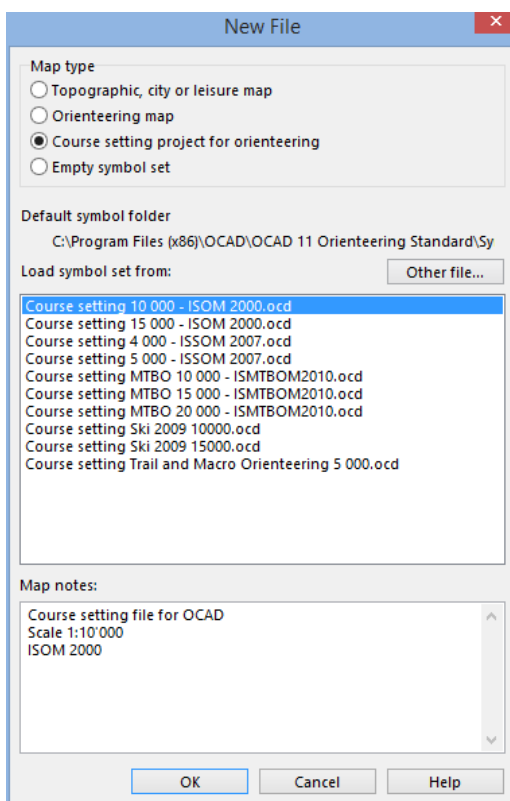 New File
Map type
Topographic, city or leisure map
Orienteering map
Course setting project for orienteering
Empty symbol set
Default symbol folder
C:\Program Files (x86)\OCAD\OCAD 11 Orienteering Standard\Sy
Load symbol set from:
Other file...
Course setting 10 000 - ISOM 2000.ocd
Course setting 15 000 - ISOM 2000.ocd
Course setting 4 000 - ISSOM 2007.ocd
Course setting 5 000 - ISSOM 2007.ocd
Course setting MTBO 10 000 - ISMTBOM2010.ocd
Course setting MTBO 15 000 - ISMTBOM2010.ocd
Course setting MTBO 20 000 - ISMTBOM2010.ocd
Course setting Ski 2009 10000.ocd
Course setting Ski 2009 15000.ocd
Course setting Trail and Macro Orienteering 5 000.ocd
Map notes:
Course setting file for OCAD
Scale 1:10'000
ISOM 2000
OK Cancel Help